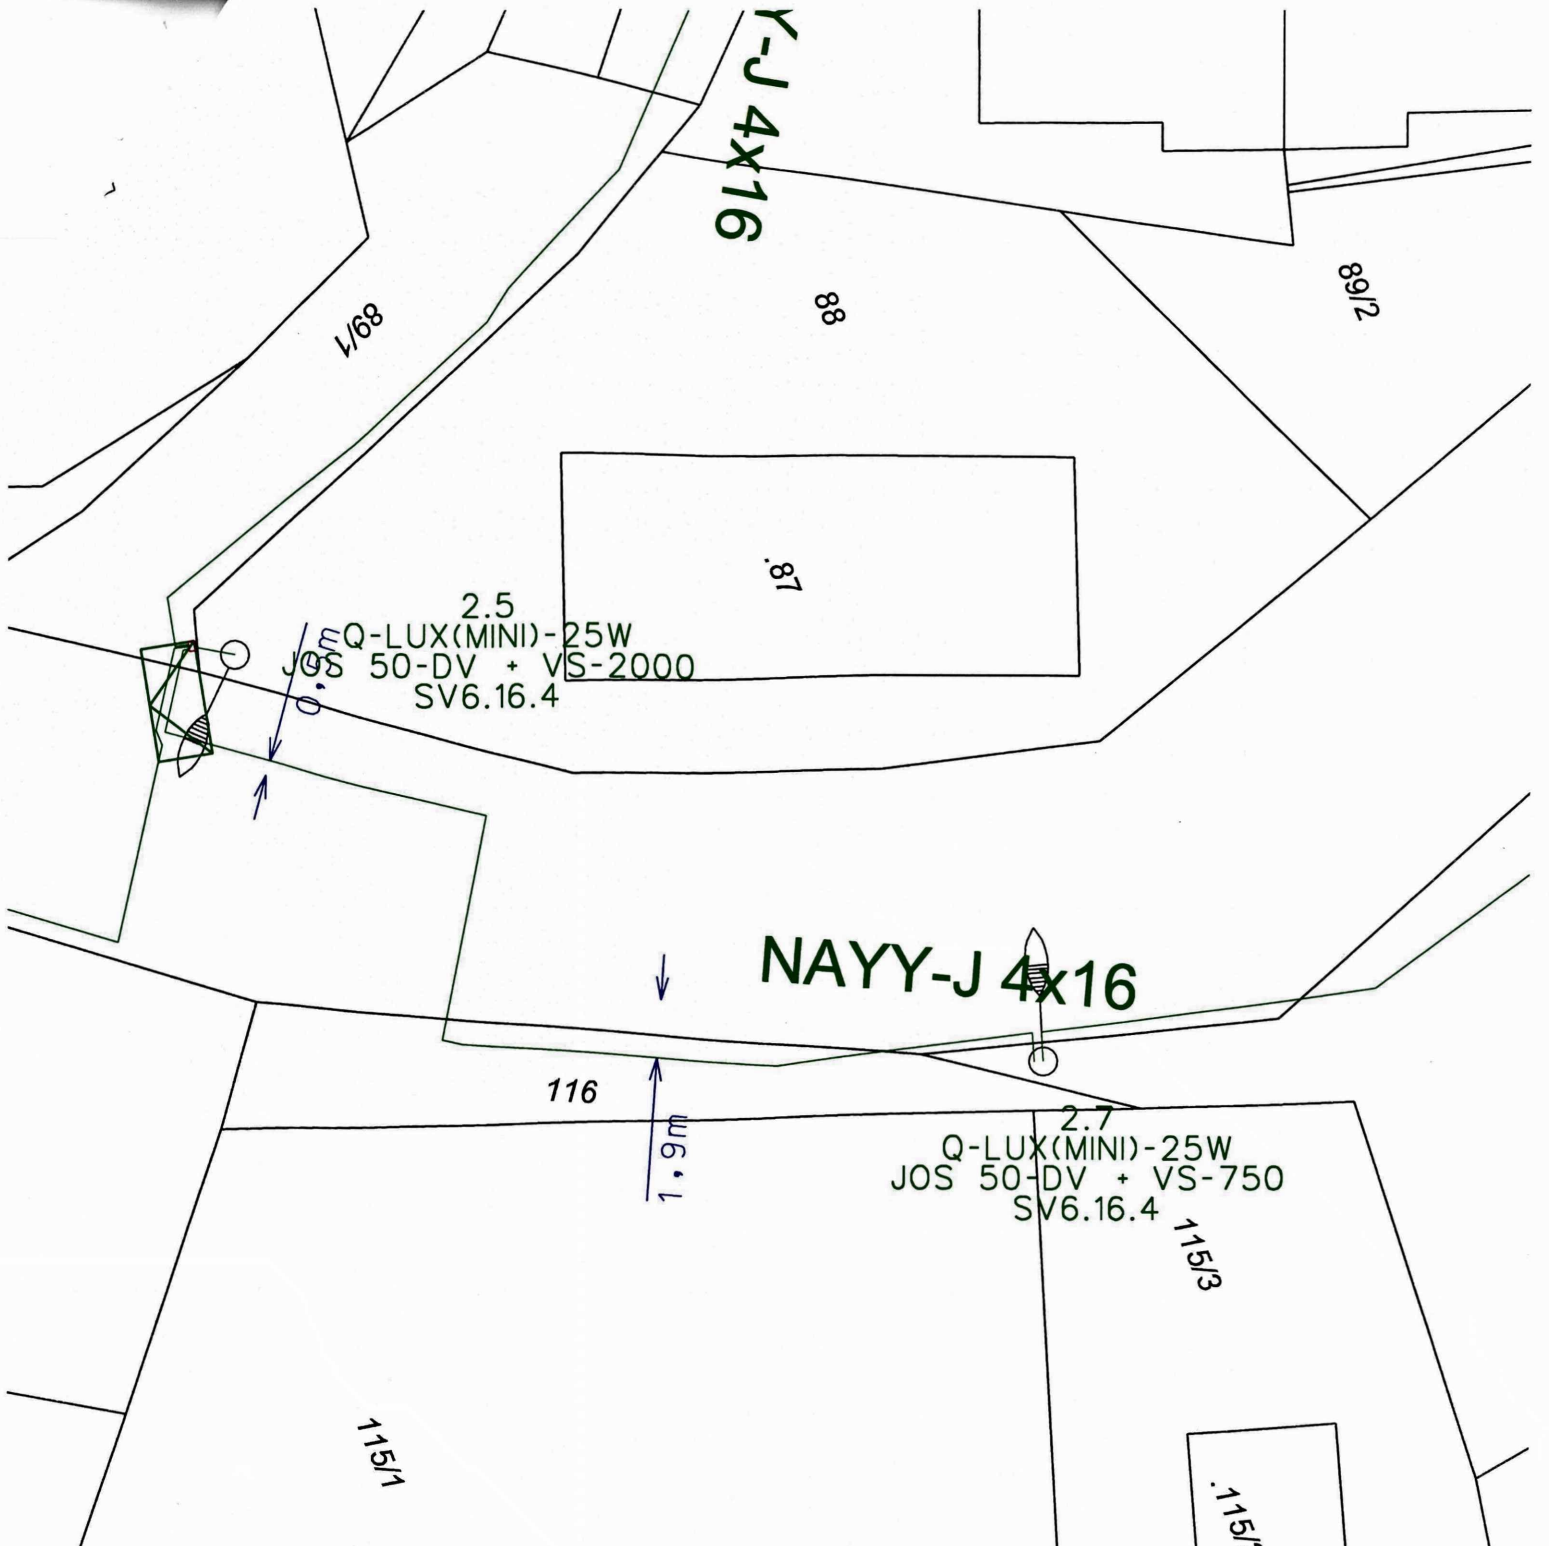 Y-J 4x16
88
89/2
89/1
.87
2.5
Q-LUX(MINI)-25W
JOS 50-DV + VS-2000
SV6.16.4
NAYY-J 4x16
116
1,9m
2.7
Q-LUX(MINI)-25W
JOS 50-DV + VS-750
SV6.16.4
115/3
115/1